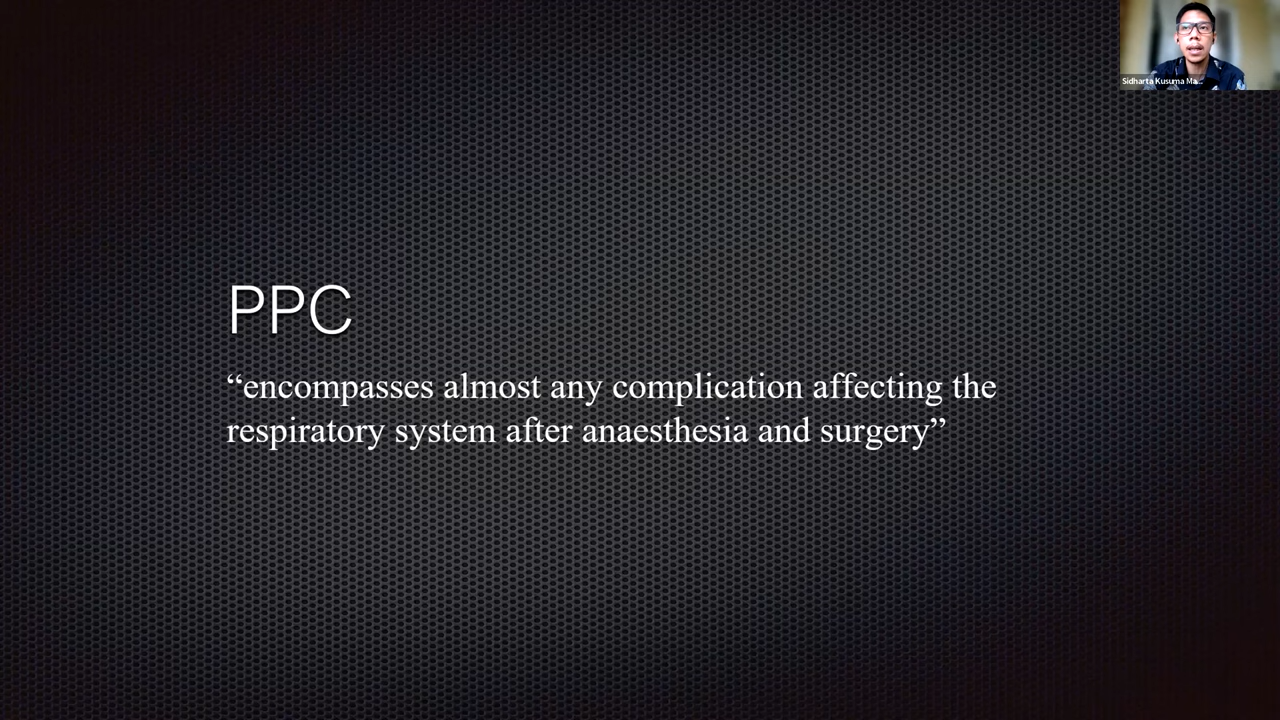 Sidharta Kusuma Ma...
PPC
“encompasses almost any complication affecting the
respiratory system after anaesthesia and surgery”